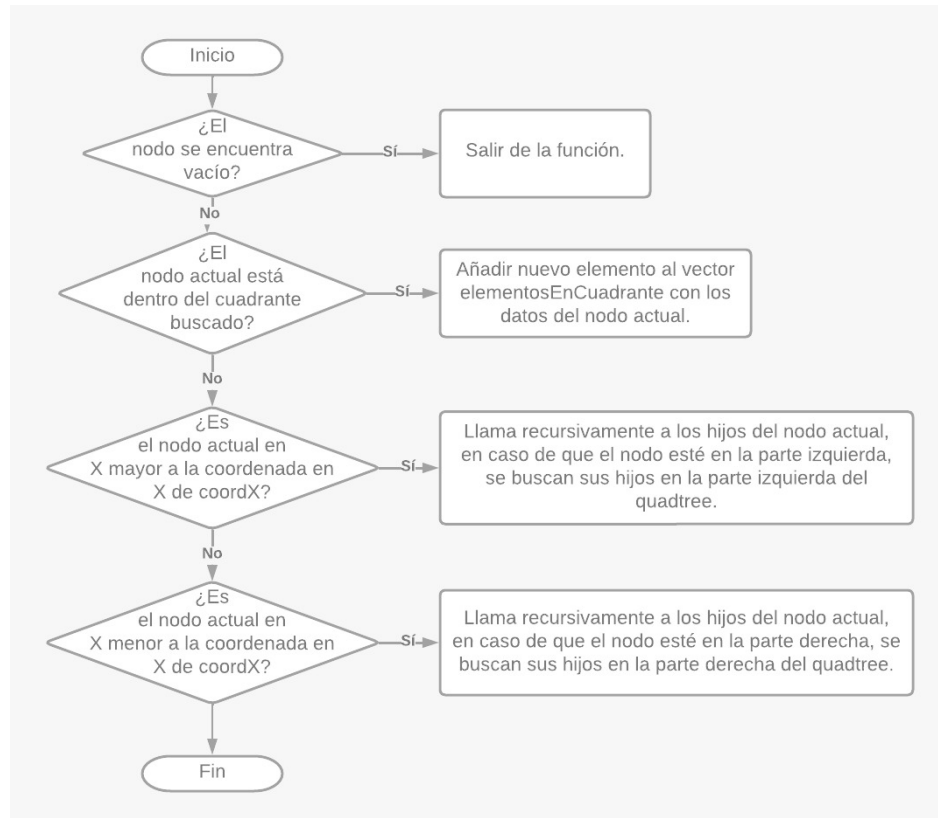 Inicio
¿El
nodo se encuentra
vacío?
Sí
Salir de la función.
No
¿El
nodo actual está
dentro del cuadrante
buscado?
Sí
Añadir nuevo elemento al vector
elementosEnCuadrante con los
datos del nodo actual.
No
¿Es
el nodo actual en
X mayor a la coordenada en
X de coordX?
Sí
Llama recursivamente a los hijos del nodo actual,
en caso de que el nodo esté en la parte izquierda,
se buscan sus hijos en la parte izquierda del
quadtree.
No
¿Es
el nodo actual en
X menor a la coordenada en
X de coordX?
Sí
Llama recursivamente a los hijos del nodo actual,
en caso de que el nodo esté en la parte derecha, se
buscan sus hijos en la parte derecha del quadtree.
Fin